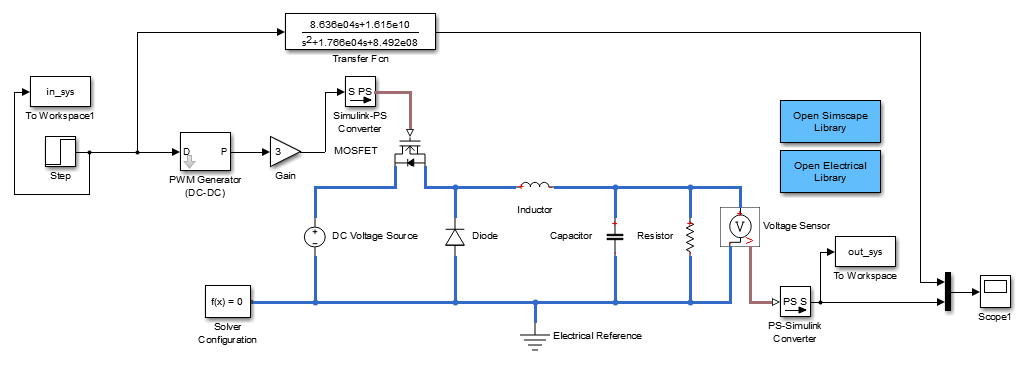 8.636e04s+1.615e10
s2+1.766e04s+8.492e08
Transfer Fcn
in_sys
To Workspace1
S PS
Simulink-PS
Converter
Open Simscape
Library
Step
D
P
PWM Generator
(DC-DC)
3
Gain
MOSFET
Open Electrical
Library
Inductor
+
−
DC Voltage Source
Diode
Capacitor
+
Resistor
+
V
Voltage Sensor
out_sys
To Workspace
f(x) = 0
Solver
Configuration
Electrical Reference
PS S
PS-Simulink
Converter
Scope1